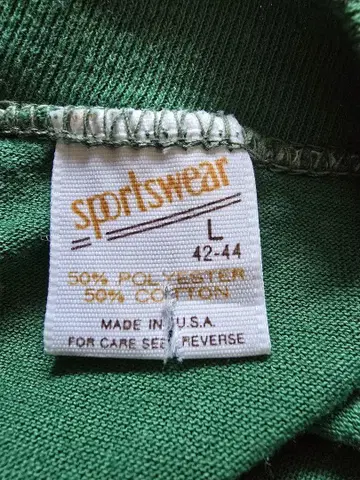 sportswear
L
42-44
50% POLYESTER
50% COTTON
MADE IN U.S.A.
FOR CARE SEE REVERSE